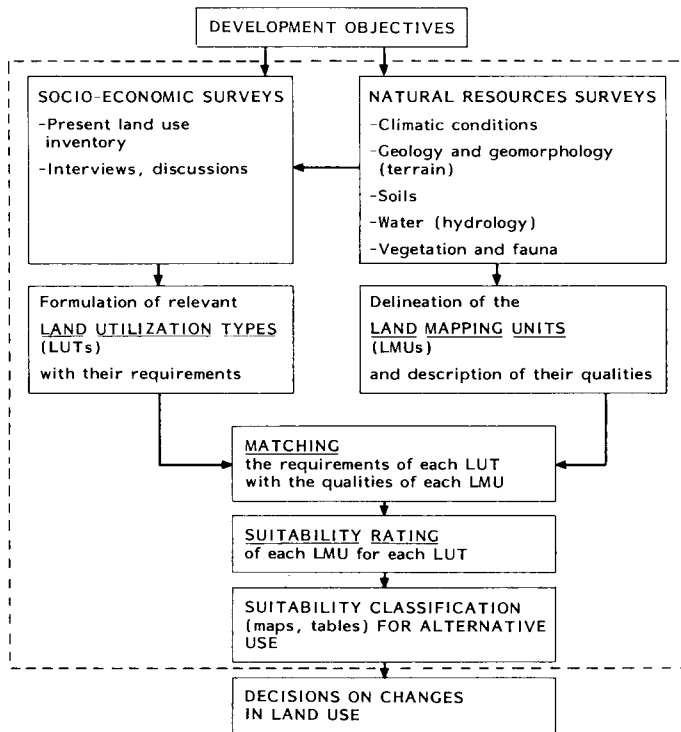 DEVELOPMENT OBJECTIVES
SOCIO-ECONOMIC SURVEYS
-Present land use
inventory
-Interviews, discussions
NATURAL RESOURCES SURVEYS
-Climatic conditions
-Geology and geomorphology
(terrain)
-Soils
-Water (hydrology)
-Vegetation and fauna
Formulation of relevant
LAND UTILIZATION TYPES
(LUTs)
with their requirements
Delineation of the
LAND MAPPING UNITS
(LMUs)
and description of their qualities
MATCHING
the requirements of each LUT
with the qualities of each LMU
SUITABILITY RATING
of each LMU for each LUT
SUITABILITY CLASSIFICATION
(maps, tables) FOR ALTERNATIVE
USE
DECISIONS ON CHANGES
IN LAND USE